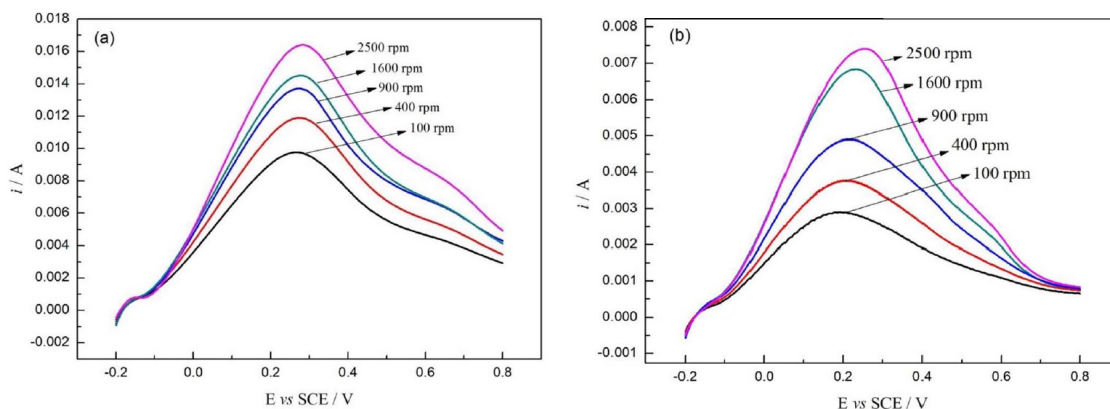 (a)
0.018
0.016
0.014
0.012
0.010
0.008
0.006
0.004
0.002
0.000
-0.002
i / A
2500 rpm
1600 rpm
900 rpm
400 rpm
100 rpm
-0.2 0.0 0.2 0.4 0.6 0.8
E vs SCE / V
(b)
0.008
0.007
0.006
0.005
0.004
0.003
0.002
0.001
0.000
-0.001
i / A
2500 rpm
1600 rpm
900 rpm
400 rpm
100 rpm
-0.2 0.0 0.2 0.4 0.6 0.8
E vs SCE / V